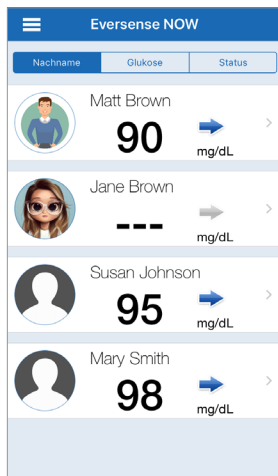 Eversense NOW
Nachname Glukose Status
Matt Brown
90
mg/dL
Jane Brown
---
mg/dL
Susan Johnson
95
mg/dL
Mary Smith
98
mg/dL